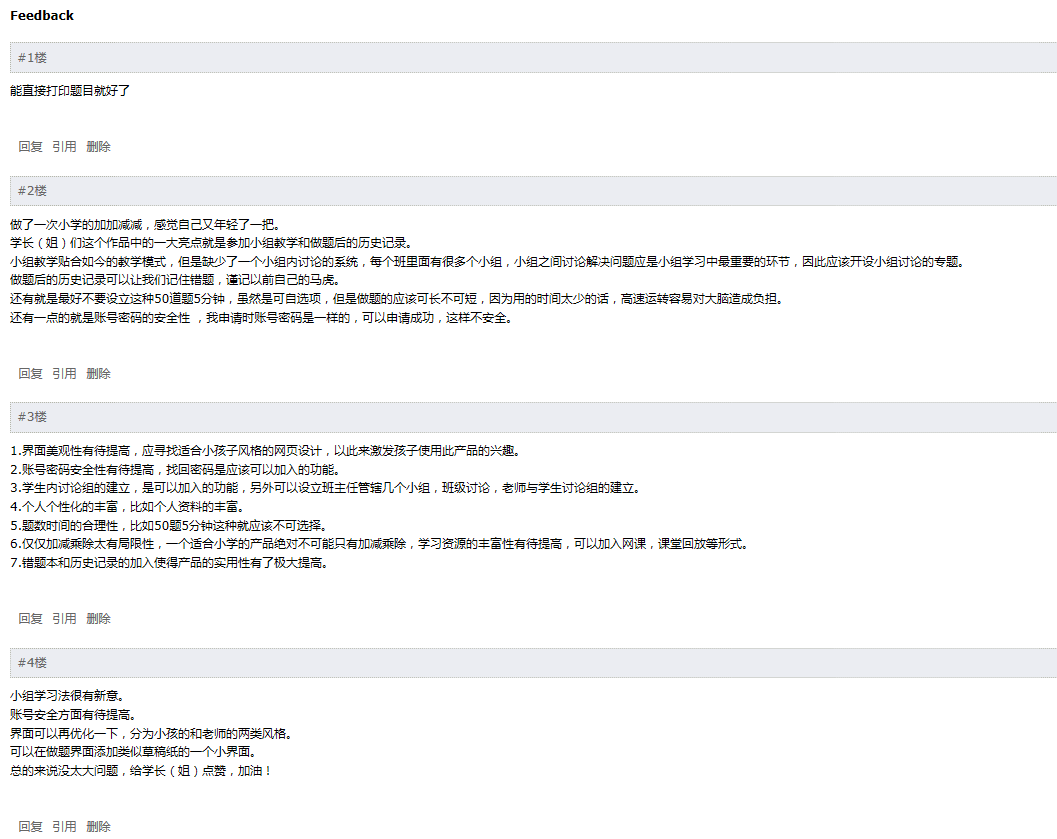 Feedback
#1楼
能直接打印题目就好了
回复 引用 删除
#2楼
做了一次小学的加加减减，感觉自己又年轻了一把。
学长（姐）们这个作品中的一大亮点就是参加小组教学和做题后的历史记录。
小组教学贴合如今的教学模式，但是缺少了一个小组内讨论的系统，每个班里面有很多个小组，小组之间讨论解决问题应是小组学习中最重要的环节，因此应该开设小组讨论的专题。
做题后的历史记录可以让我们记住错题，谨记以前自己的马虎。
还有就是最好不要设立这种50道题5分钟，虽然是可自选项，但是做题的应该可长不可短，因为用的时间太少的话，高速运转容易对大脑造成负担。
还有一点的就是账号密码的安全性 ，我申请时账号密码是一样的，可以申请成功，这样不安全。
回复 引用 删除
#3楼
1.界面美观性有待提高，应寻找适合小孩子风格的网页设计，以此来激发孩子使用此产品的兴趣。
2.账号密码安全性有待提高，找回密码是应该可以加入的功能。
3.学生内讨论组的建立，是可以加入的功能，另外可以设立班主任管辖几个小组，班级讨论，老师与学生讨论组的建立。
4.个人个性化的丰富，比如个人资料的丰富。
5.题数时间的合理性，比如50题5分钟这种就应该不可选择。
6.仅仅加减乘除太有局限性，一个适合小学的产品绝对不可能只有加减乘除，学习资源的丰富性有待提高，可以加入网课，课堂回放等形式。
7.错题本和历史记录的加入使得产品的实用性有了极大提高。
回复 引用 删除
#4楼
小组学习法很有新意。
账号安全方面有待提高。
界面可以再优化一下，分为小孩的和老师的两类风格。
可以在做题界面添加类似草稿纸的一个小界面。
总的来说没太大问题，给学长（姐）点赞，加油！
回复 引用 删除